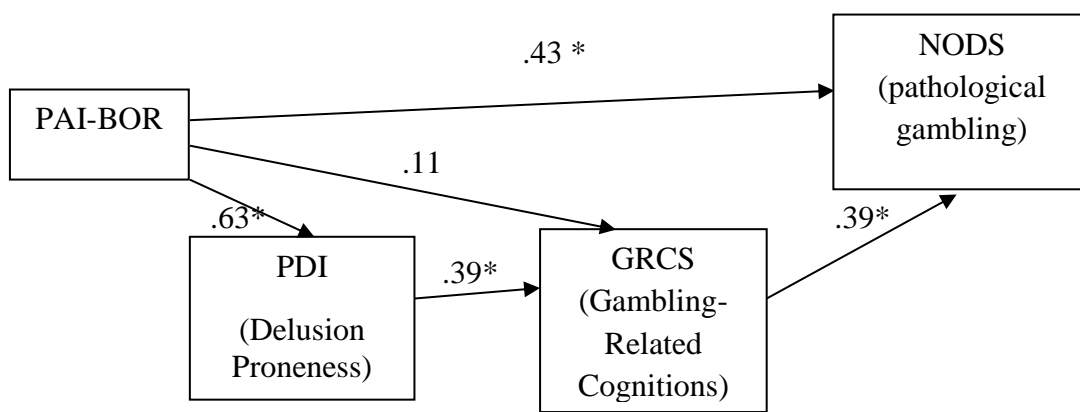 NODS
(pathological
gambling)
.43 *
PAI-BOR
.11
.63*
.39*
PDI
(Delusion
Proneness)
.39*
GRCS
(Gambling-
Related
Cognitions)